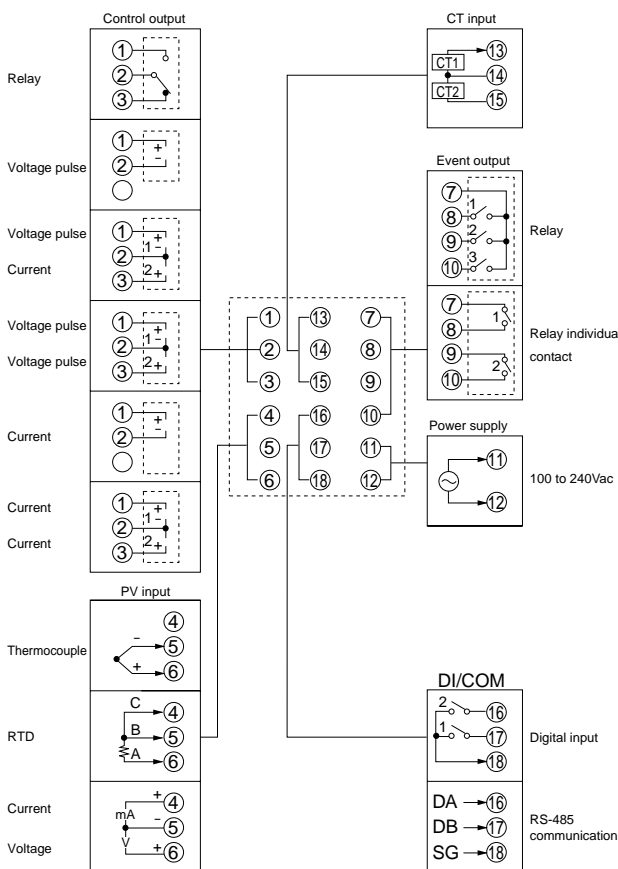 Control output
Relay
① ② ③
Voltage pulse
① ② + -
Voltage pulse
Current
① ② ③ + 1 - 2 +
Voltage pulse
Voltage pulse
① ② ③ + 1 - 2 +
Current
① ② + -
Current
Current
① ② ③ + 1 - 2 +
PV input
Thermocouple
④
- ⑤
+ ⑥
RTD
C ④
B ⑤
A ⑥
Current
Voltage
+ ④
mA
- ⑤
V
+ ⑥
① ⑬ ⑦
② ⑭ ⑧
③ ⑮ ⑨
④ ⑯ ⑩
⑤ ⑰ ⑪
⑥ ⑱ ⑫
CT input
CT1 ⑬
⑭
CT2 ⑮
Event output
⑦
⑧ 1
⑨ 2
⑩ 3
Relay
⑦
⑧ 1
⑨
⑩ 2
Relay individua
contact
Power supply
⑪
⑫
100 to 240Vac
DI/COM
2 ⑯
1 ⑰
⑱
Digital input
DA ⑯
DB ⑰
SG ⑱
RS-485
communication